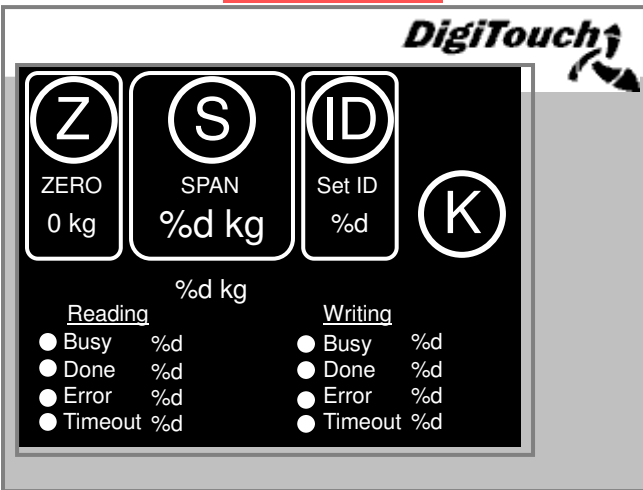 DigiTouch
Z S ID
ZERO SPAN Set ID
0 kg %d kg %d
K
%d kg
Reading Writing
Busy %d Busy %d
Done %d Done %d
Error %d Error %d
Timeout %d Timeout %d